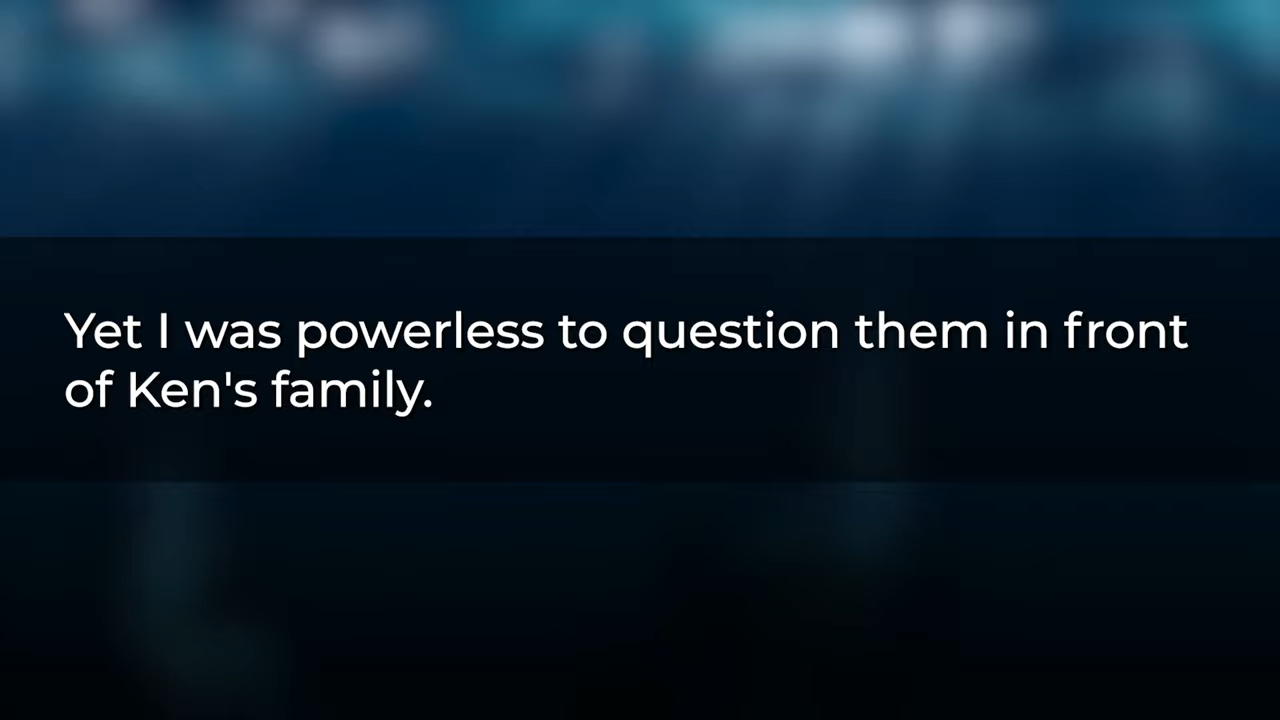 Yet I was powerless to question them in front
of Ken's family.